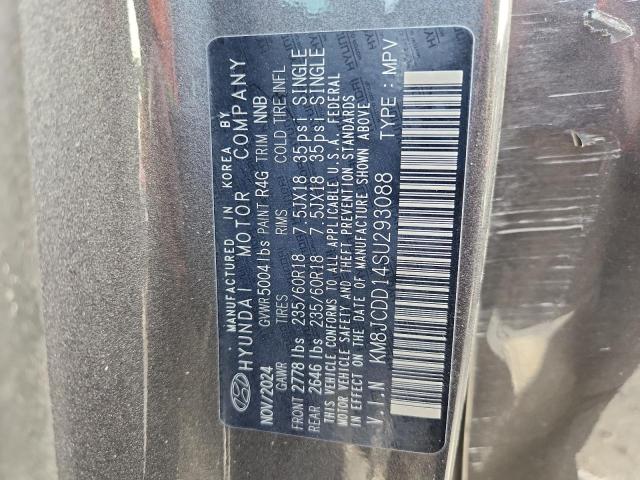 MANUFACTURED IN KOREA BY
HYUNDAI MOTOR COMPANY
NOV/2024 GVWR5004lbs PAINT R4G TRIM NNB
GAWR TIRES RIMS COLD TIRE INFL
FRONT 2778 lbs 235/60R18 7.5JX18 35psi SINGLE
REAR 2646 lbs 235/60R18 7.5JX18 35psi SINGLE
THIS VEHICLE CONFORMS TO ALL APPLICABLE U.S.A. FEDERAL
MOTOR VEHICLE SAFETY AND THEFT PREVENTION STANDARDS
IN EFFECT ON THE DATE OF MANUFACTURE SHOWN ABOVE
V.I.N KM8JCDD14SU293088 TYPE : MPV